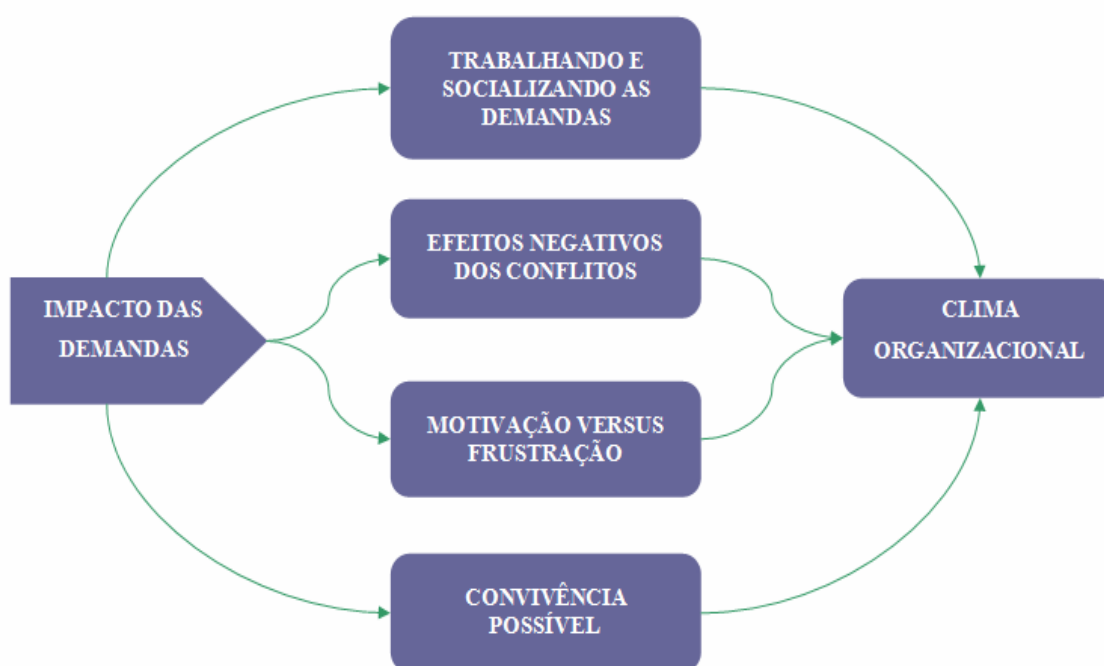 TRABALHANDO E
SOCIALIZANDO AS
DEMANDAS
EFEITOS NEGATIVOS
DOS CONFLITOS
IMPACTO DAS
DEMANDAS
CLIMA
ORGANIZACIONAL
MOTIVAÇÃO VERSUS
FRUSTRAÇÃO
CONVIVÊNCIA
POSSÍVEL